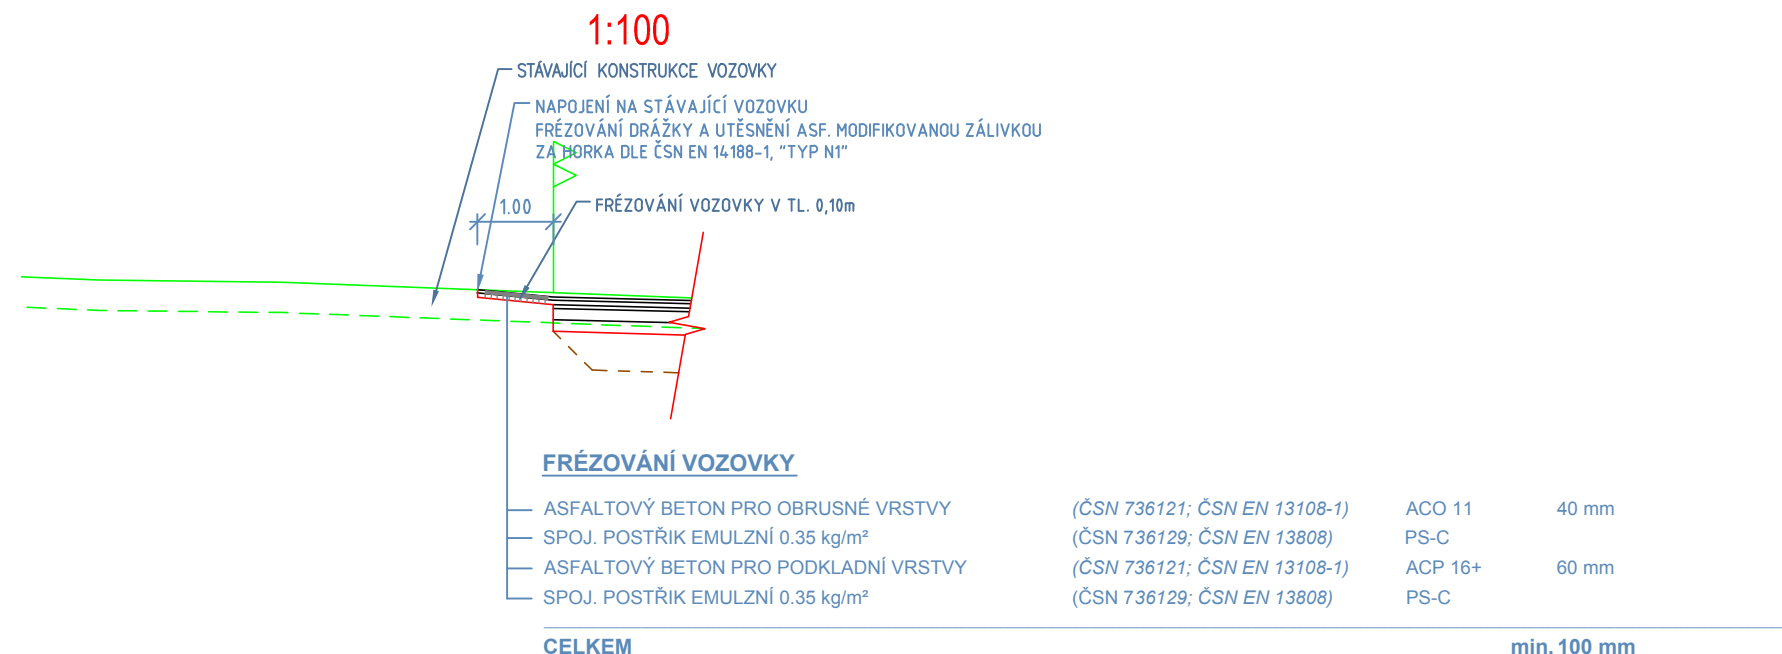 1:100
STÁVAJÍCÍ KONSTRUKCE VOZOVKY
NAPOJENÍ NA STÁVAJÍCÍ VOZOVKU
FRÉZOVÁNÍ DRÁŽKY A UTĚSNĚNÍ ASF. MODIFIKOVANOU ZÁLIVKOU
ZA HORKA DLE ČSN EN 14188-1, "TYP N1"
1.00
FRÉZOVÁNÍ VOZOVKY V TL. 0,10m
FRÉZOVÁNÍ VOZOVKY
ASFALTOVÝ BETON PRO OBRUSNÉ VRSTVY (ČSN 736121; ČSN EN 13108-1) ACO 11 40 mm
SPOJ. POSTŘIK EMULZNÍ 0.35 kg/m² (ČSN 736129; ČSN EN 13808) PS-C
ASFALTOVÝ BETON PRO PODKLADNÍ VRSTVY (ČSN 736121; ČSN EN 13108-1) ACP 16+ 60 mm
SPOJ. POSTŘIK EMULZNÍ 0.35 kg/m² (ČSN 736129; ČSN EN 13808) PS-C
CELKEM min. 100 mm